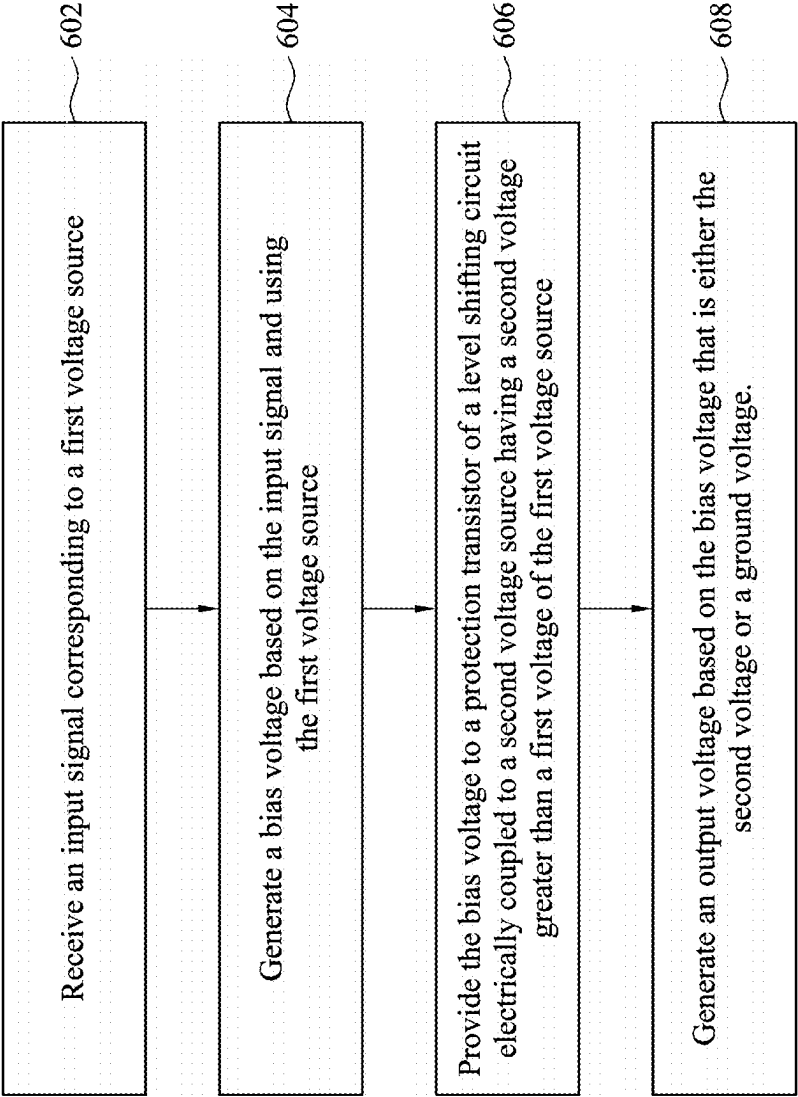 602
Receive an input signal corresponding to a first voltage source
604
Generate a bias voltage based on the input signal and using
the first voltage source
606
Provide the bias voltage to a protection transistor of a level shifting circuit
electrically coupled to a second voltage source having a second voltage
greater than a first voltage of the first voltage source
608
Generate an output voltage based on the bias voltage that is either the
second voltage or a ground voltage.